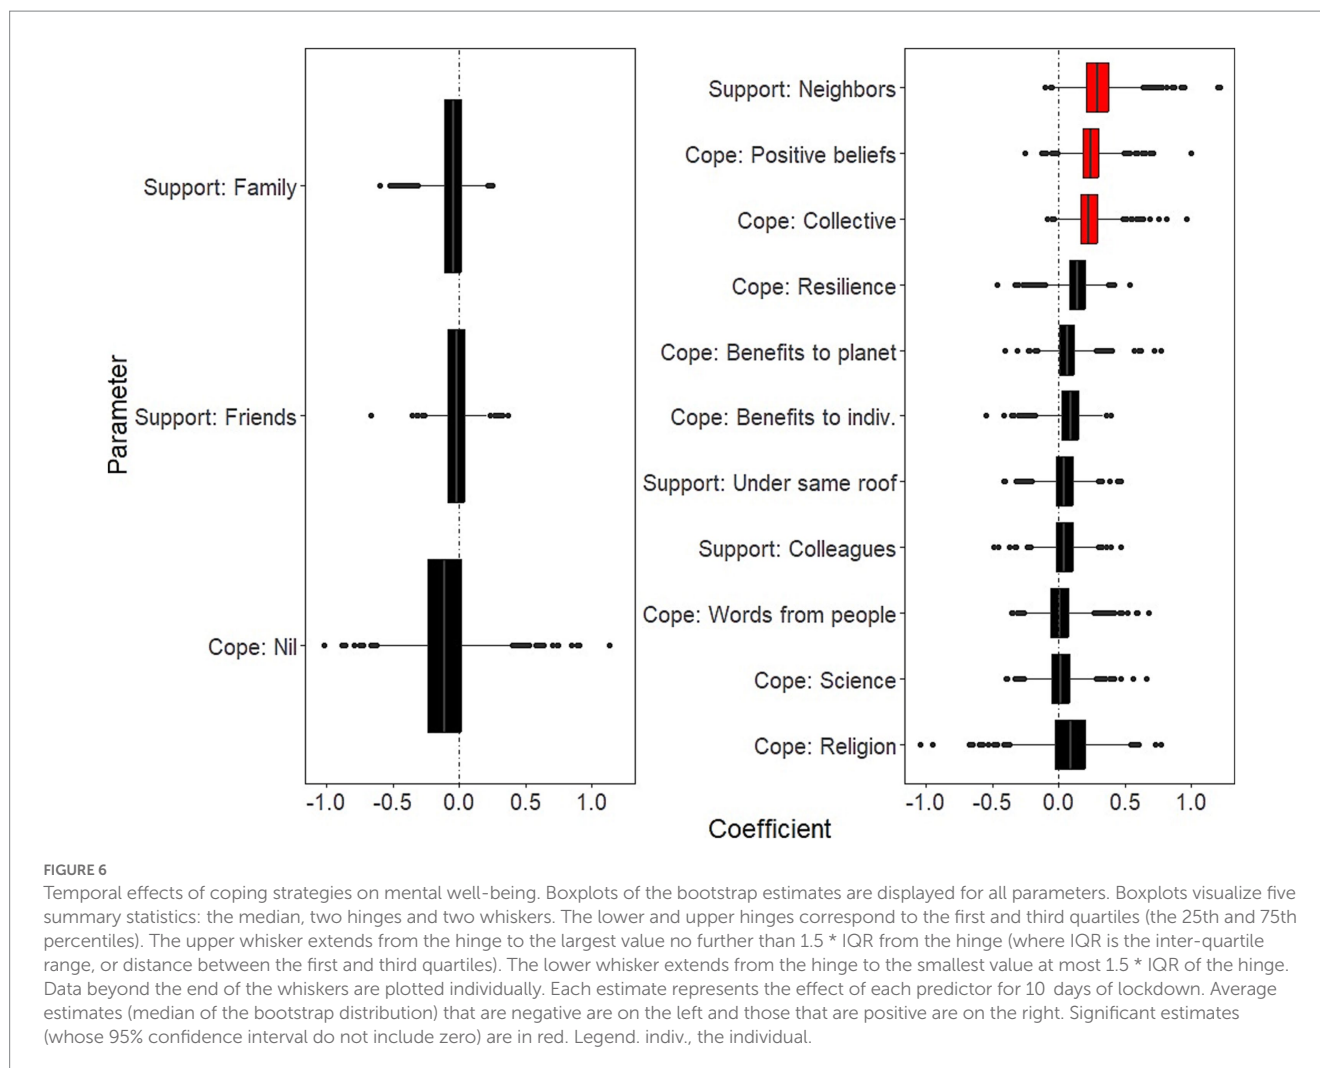 Parameter
Support: Family
Support: Friends
Cope: Nil
-1.0 -0.5 0.0 0.5 1.0
Support: Neighbors
Cope: Positive beliefs
Cope: Collective
Cope: Resilience
Cope: Benefits to planet
Cope: Benefits to indiv.
Support: Under same roof
Support: Colleagues
Cope: Words from people
Cope: Science
Cope: Religion
-1.0 -0.5 0.0 0.5 1.0
Coefficient
FIGURE 6
Temporal effects of coping strategies on mental well-being. Boxplots of the bootstrap estimates are displayed for all parameters. Boxplots visualize five
summary statistics: the median, two hinges and two whiskers. The lower and upper hinges correspond to the first and third quartiles (the 25th and 75th
percentiles). The upper whisker extends from the hinge to the largest value no further than 1.5 * IQR from the hinge (where IQR is the inter-quartile
range, or distance between the first and third quartiles). The lower whisker extends from the hinge to the smallest value at most 1.5 * IQR of the hinge.
Data beyond the end of the whiskers are plotted individually. Each estimate represents the effect of each predictor for 10 days of lockdown. Average
estimates (median of the bootstrap distribution) that are negative are on the left and those that are positive are on the right. Significant estimates
(whose 95% confidence interval do not include zero) are in red. Legend. indiv., the individual.